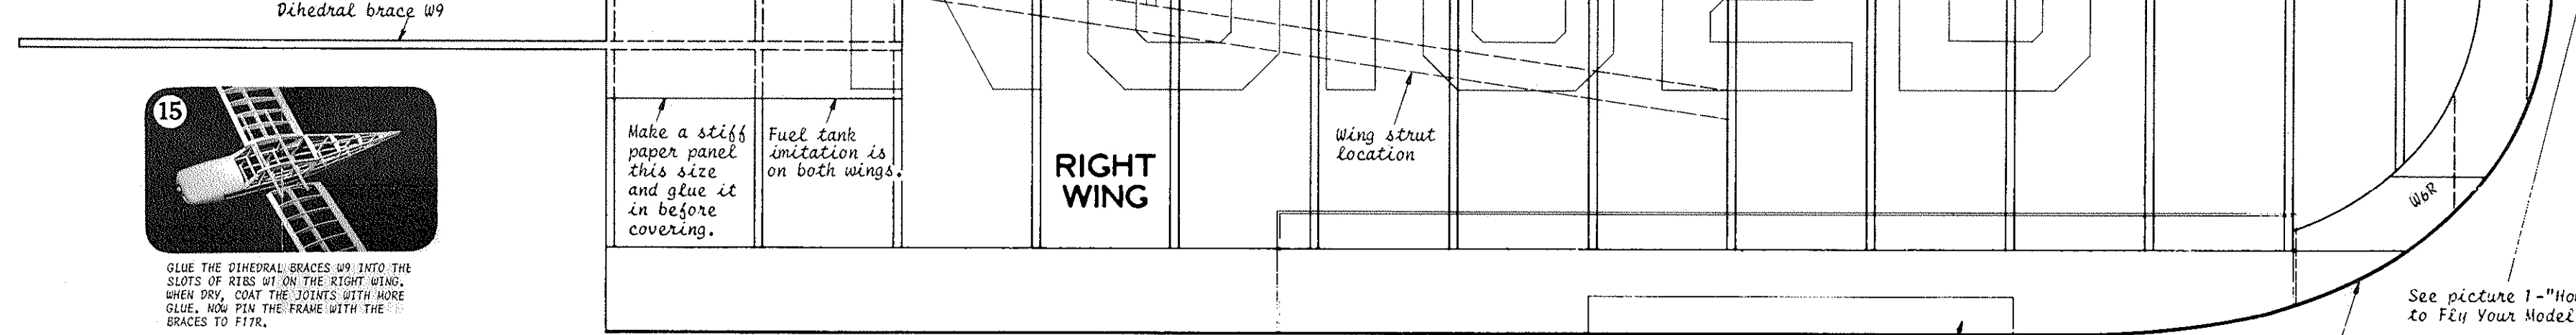 Dihedral brace W9
15
GLUE THE DIHEDRAL BRACES W9 INTO THE
SLOTS OF RIBS W1 ON THE RIGHT WING.
WHEN DRY, COAT THE JOINTS WITH MORE
GLUE. NOW PIN THE FRAME WITH THE
BRACES TO F17R.
Make a stiff
paper panel
this size
and glue it
in before
covering.
Fuel tank
imitation is
on both wings.
RIGHT
WING
Wing strut
location
W6R
See picture 1-"How
to Fly Your Model